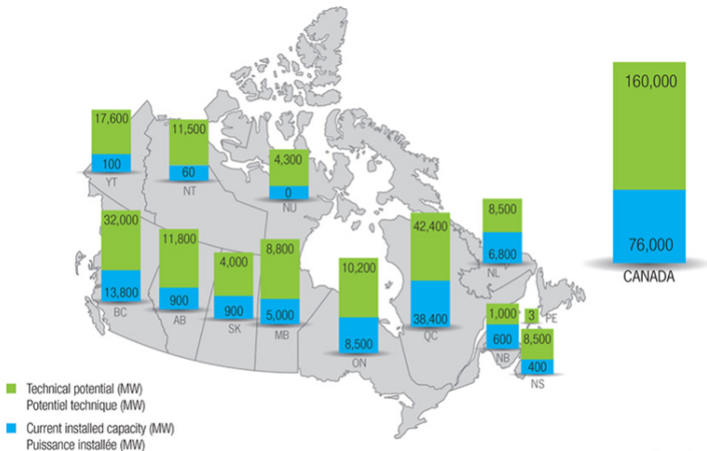 160,000
76,000
CANADA
17,600
100
YT
11,500
60
NT
4,300
0
NU
32,000
13,800
BC
11,800
900
AB
4,000
900
SK
8,800
5,000
MB
10,200
8,500
ON
42,400
38,400
QC
8,500
6,800
NL
1,000
600
NB
3
PE
8,500
400
NS
Technical potential (MW)
Potentiel technique (MW)
Current installed capacity (MW)
Puissance installée (MW)